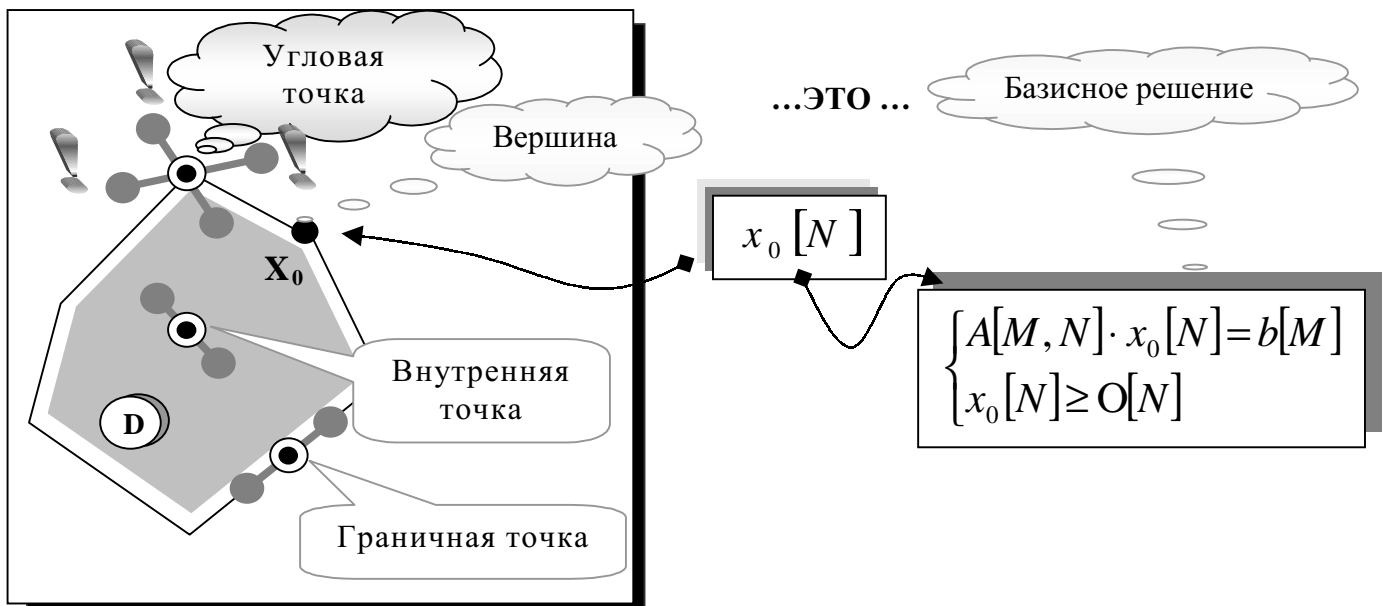 Угловая
точка
Вершина
…ЭТО …
Базисное решение
X₀
x₀[N]
A[M, N]· x₀[N]=b[M]
x₀[N]≥O[N]
Внутренняя
точка
D
Граничная точка